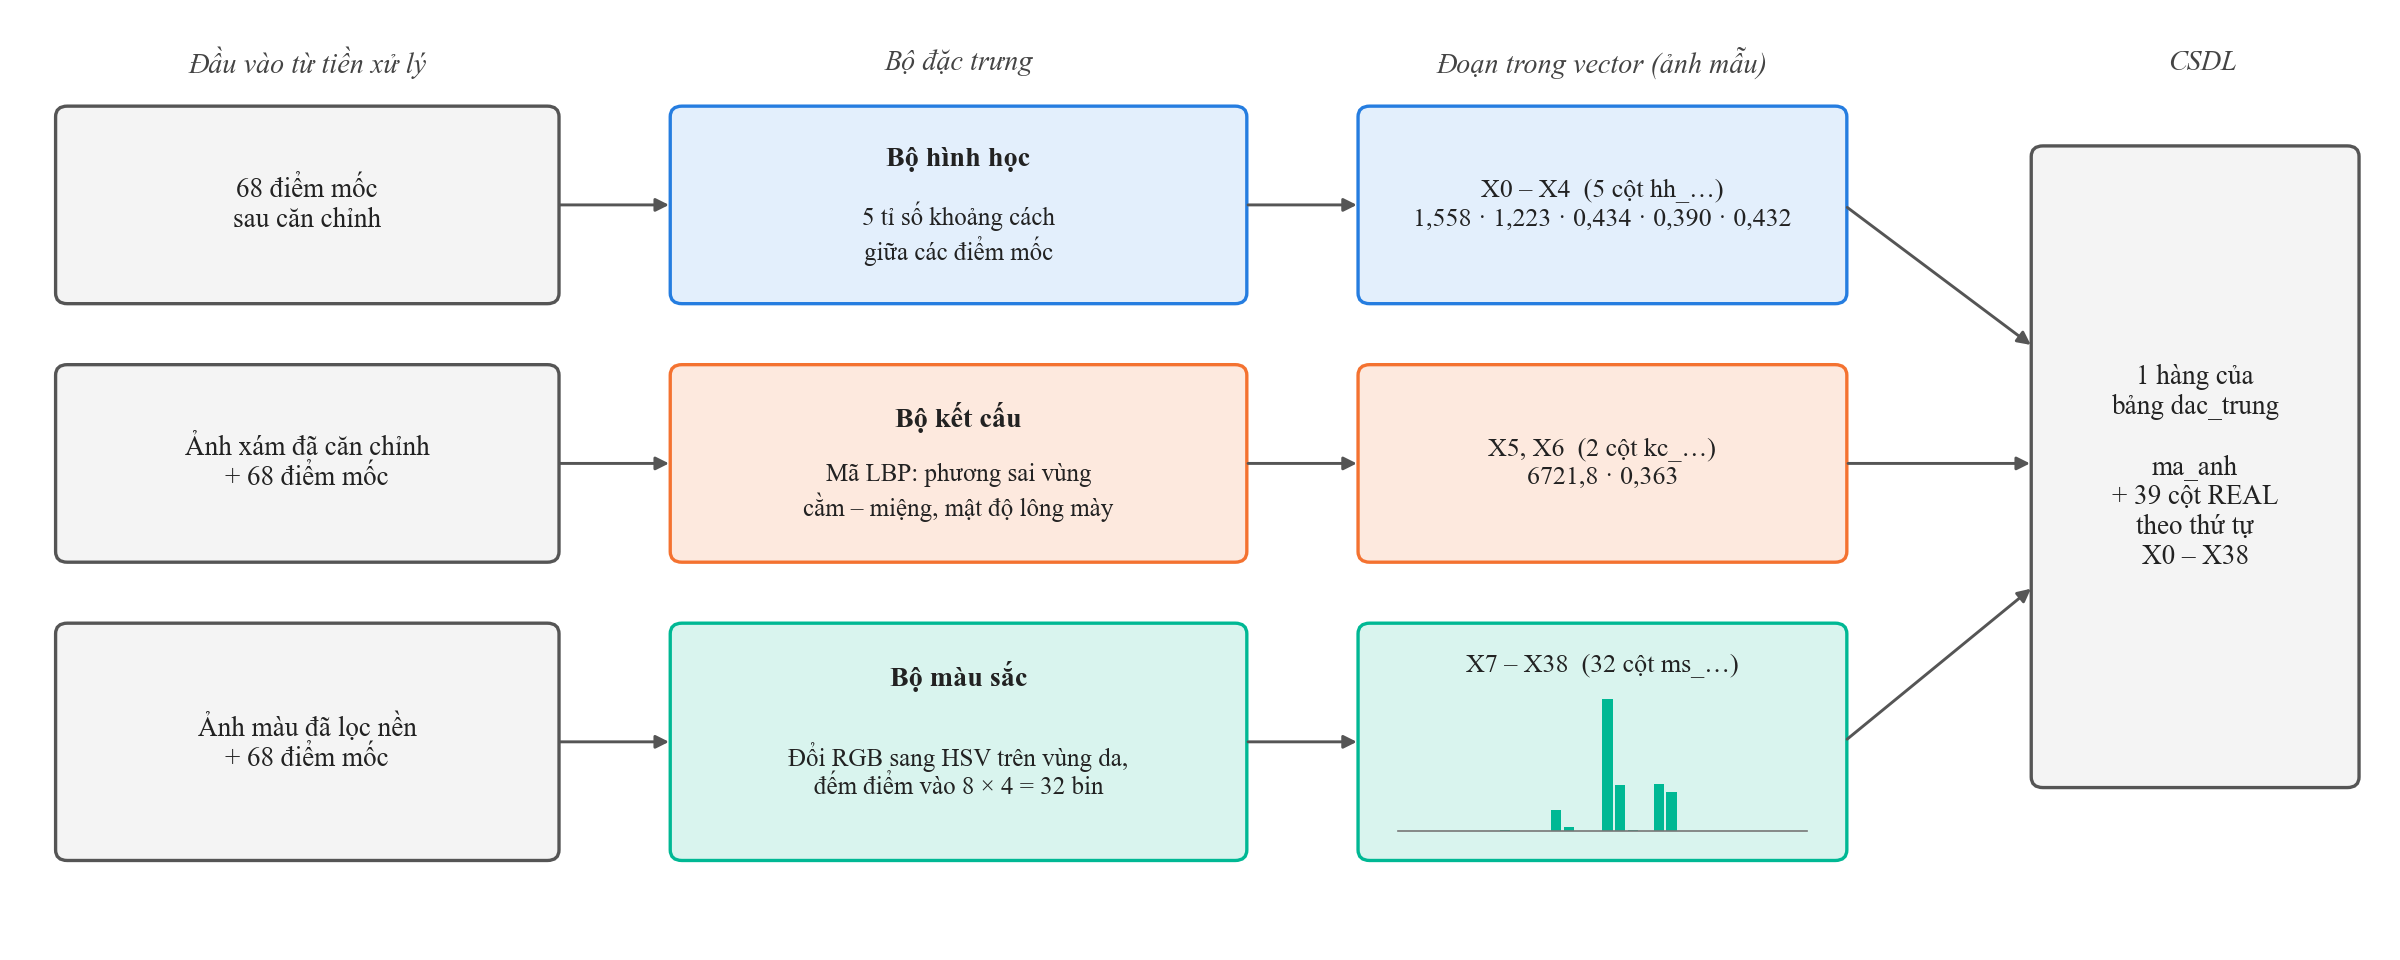 Đầu vào từ tiền xử lý
Bộ đặc trưng
Đoạn trong vector (ảnh mẫu)
CSDL
68 điểm mốc
sau căn chỉnh
Bộ hình học
5 tỉ số khoảng cách
giữa các điểm mốc
X0 – X4 (5 cột hh_…)
1,558 · 1,223 · 0,434 · 0,390 · 0,432
Ảnh xám đã căn chỉnh
+ 68 điểm mốc
Bộ kết cấu
Mã LBP: phương sai vùng
cằm – miệng, mật độ lông mày
X5, X6 (2 cột kc_…)
6721,8 · 0,363
Ảnh màu đã lọc nền
+ 68 điểm mốc
Bộ màu sắc
Đổi RGB sang HSV trên vùng da,
đếm điểm vào 8 × 4 = 32 bin
X7 – X38 (32 cột ms_…)
1 hàng của
bảng dac_trung
ma_anh
+ 39 cột REAL
theo thứ tự
X0 – X38